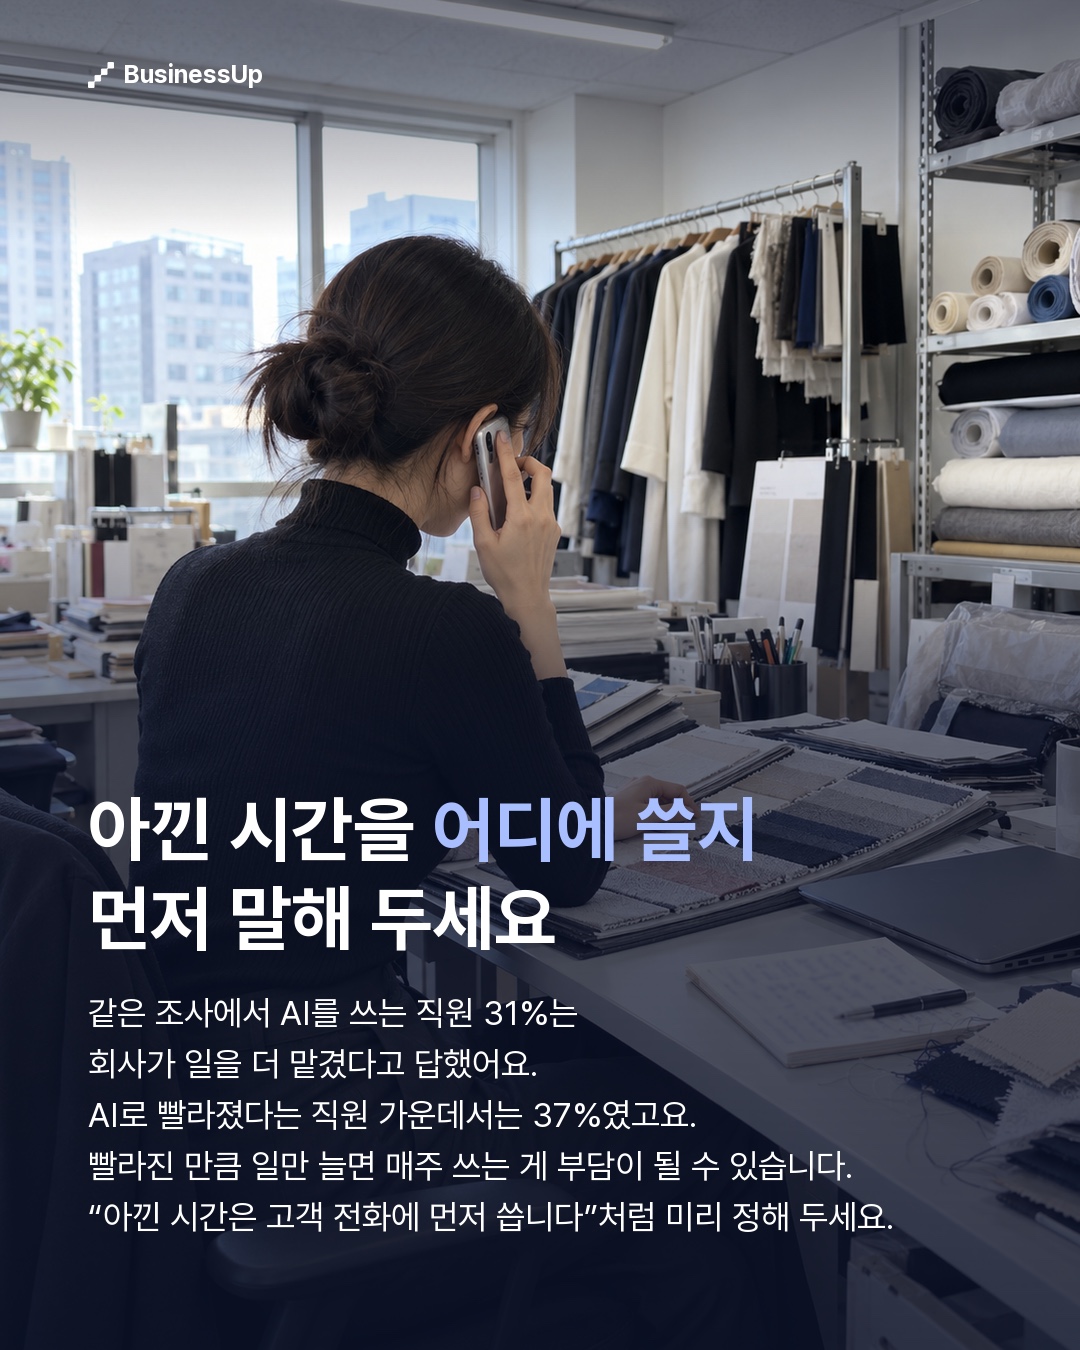 BusinessUp
아낀 시간을 어디에 쓸지
먼저 말해 두세요
같은 조사에서 AI를 쓰는 직원 31%는
회사가 일을 더 맡겼다고 답했어요.
AI로 빨라졌다는 직원 가운데서는 37%였고요.
빨라진 만큼 일만 늘면 매주 쓰는 게 부담이 될 수 있습니다.
“아낀 시간은 고객 전화에 먼저 씁니다”처럼 미리 정해 두세요.